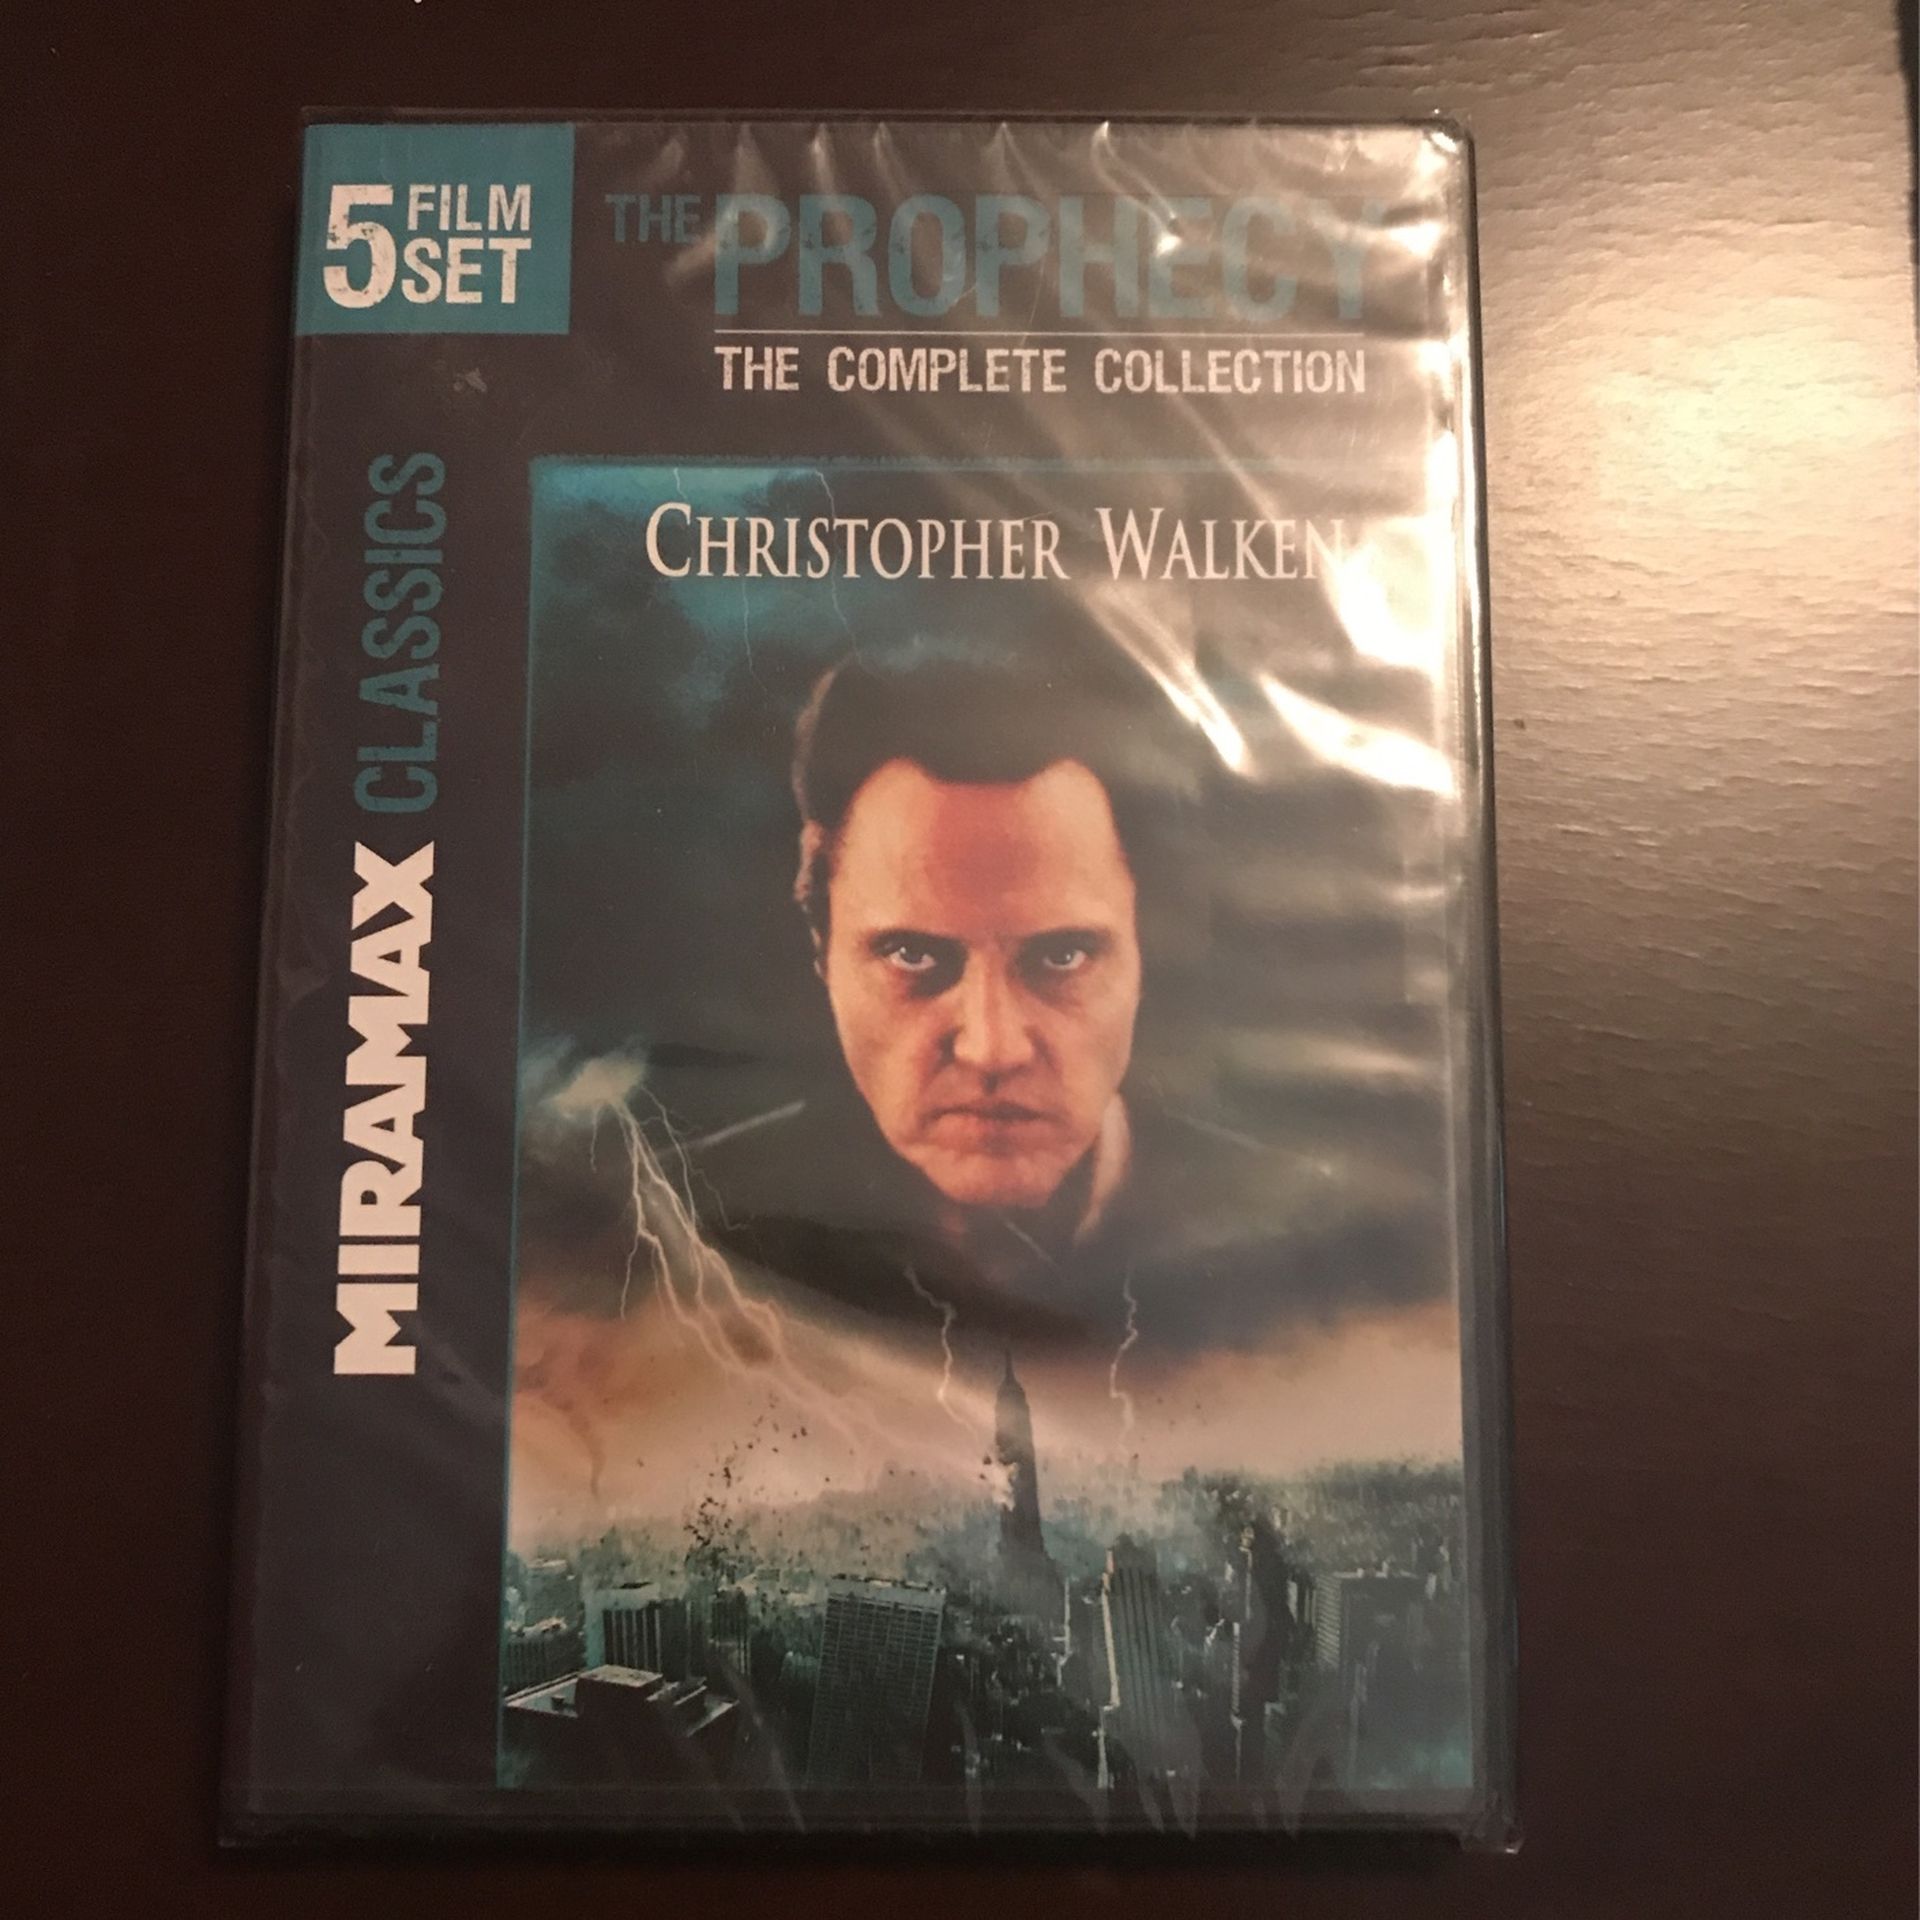 5 FILM
SET
THE PROPHECY
THE COMPLETE COLLECTION
MIRAMAX CLASSICS
CHRISTOPHER WALKEN